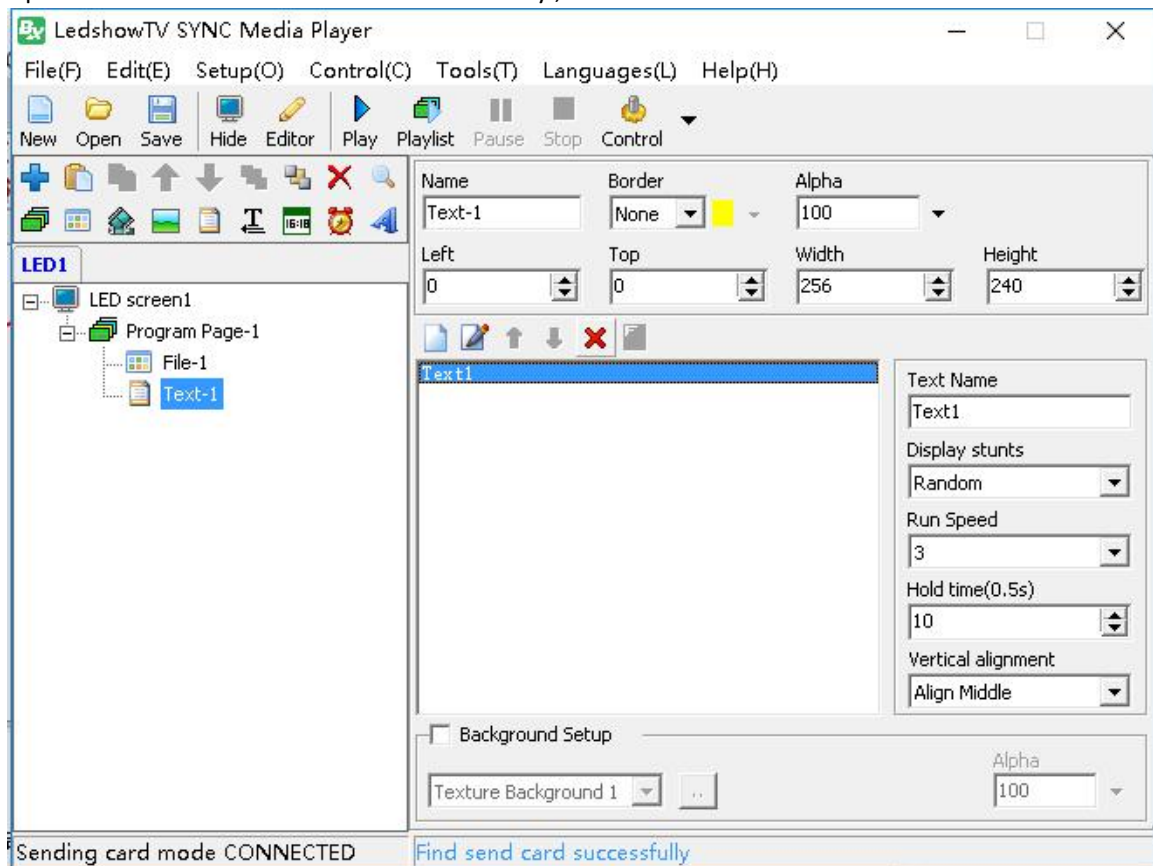 LedshowTV SYNC Media Player
File(F) Edit(E) Setup(O) Control(C) Tools(T) Languages(L) Help(H)
New Open Save Hide Editor Play Playlist Pause Stop Control
Name Border Alpha
Text-1 None 100
16:18
Left Top Width Height
0 0 256 240
LED1
LED screen1
Program Page-1
File-1
Text-1
Text1
Text Name
Text1
Display stunts
Random
Run Speed
3
Hold time(0.5s)
10
Vertical alignment
Align Middle
Background Setup
Alpha
Texture Background 1 .. 100
Sending card mode CONNECTED Find send card successfully